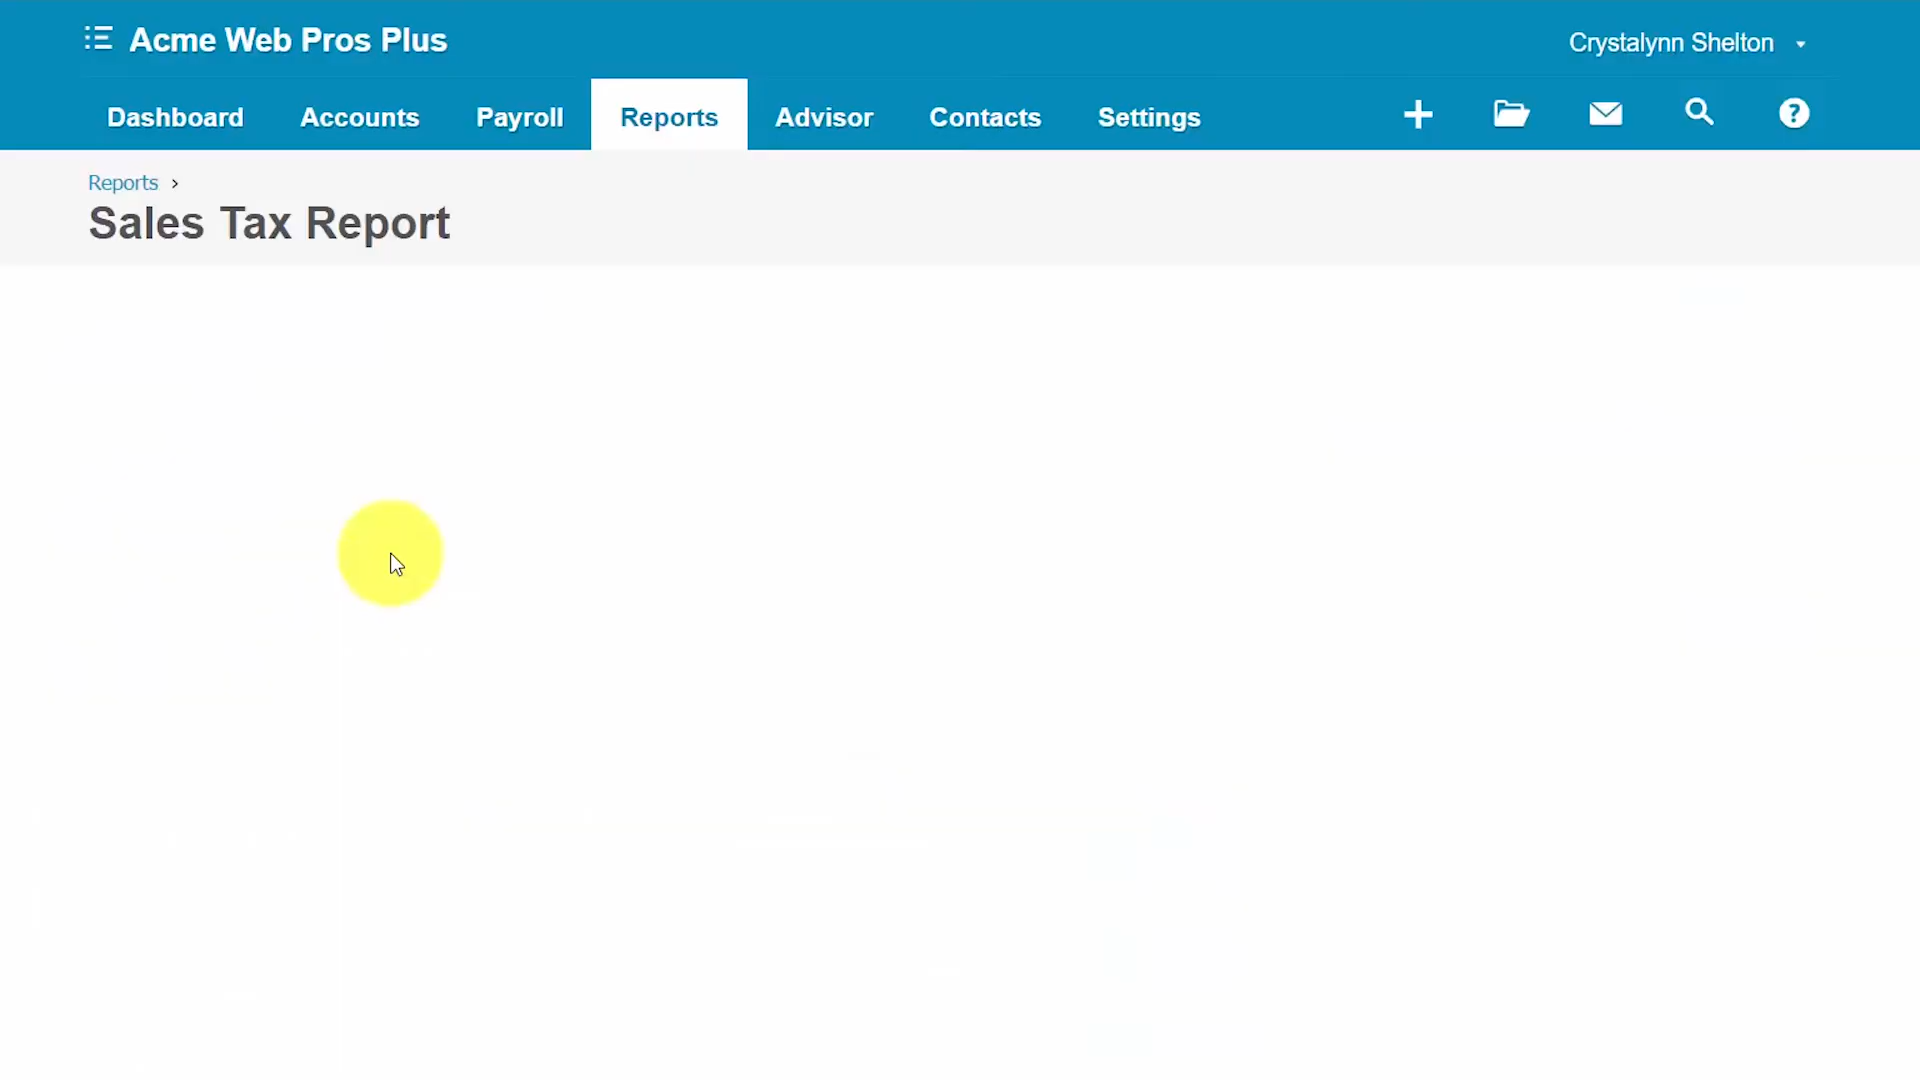 Acme Web Pros Plus
Crystalynn Shelton
Dashboard Accounts Payroll Reports Advisor Contacts Settings
Reports ›
Sales Tax Report